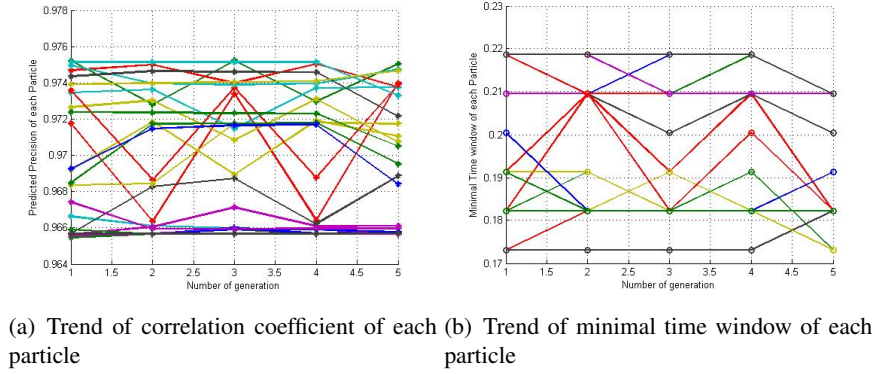 0.978
0.976
0.974
0.972
0.97
0.968
0.966
0.964
Predicted Precision of each Particle
1 1.5 2 2.5 3 3.5 4 4.5 5
Number of generation
0.23
0.22
0.21
0.20
0.19
0.18
0.17
Minimal Time window of each Particle
1 1.5 2 2.5 3 3.5 4 4.5 5
Number of generation
(a) Trend of correlation coefficient of each
particle
(b) Trend of minimal time window of each
particle